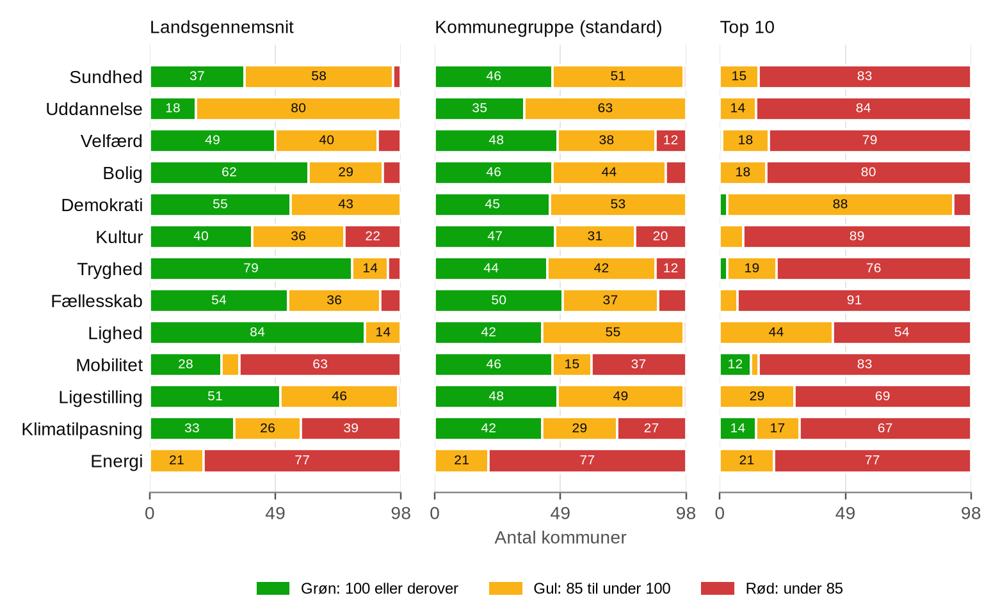 Landsgennemsnit Kommunegruppe (standard) Top 10
Sundhed 37 58 46 51 15 83
Uddannelse 18 80 35 63 14 84
Velfærd 49 40 48 38 12 18 79
Bolig 62 29 46 44 18 80
Demokrati 55 43 45 53 88
Kultur 40 36 22 47 31 20 89
Tryghed 79 14 44 42 12 19 76
Fællesskab 54 36 50 37 91
Lighed 84 14 42 55 44 54
Mobilitet 28 63 46 15 37 12 83
Ligestilling 51 46 48 49 29 69
Klimatilpasning 33 26 39 42 29 27 14 17 67
Energi 21 77 21 77 21 77
0 49 98 0 49 98 0 49 98
Antal kommuner
Grøn: 100 eller derover Gul: 85 til under 100 Rød: under 85